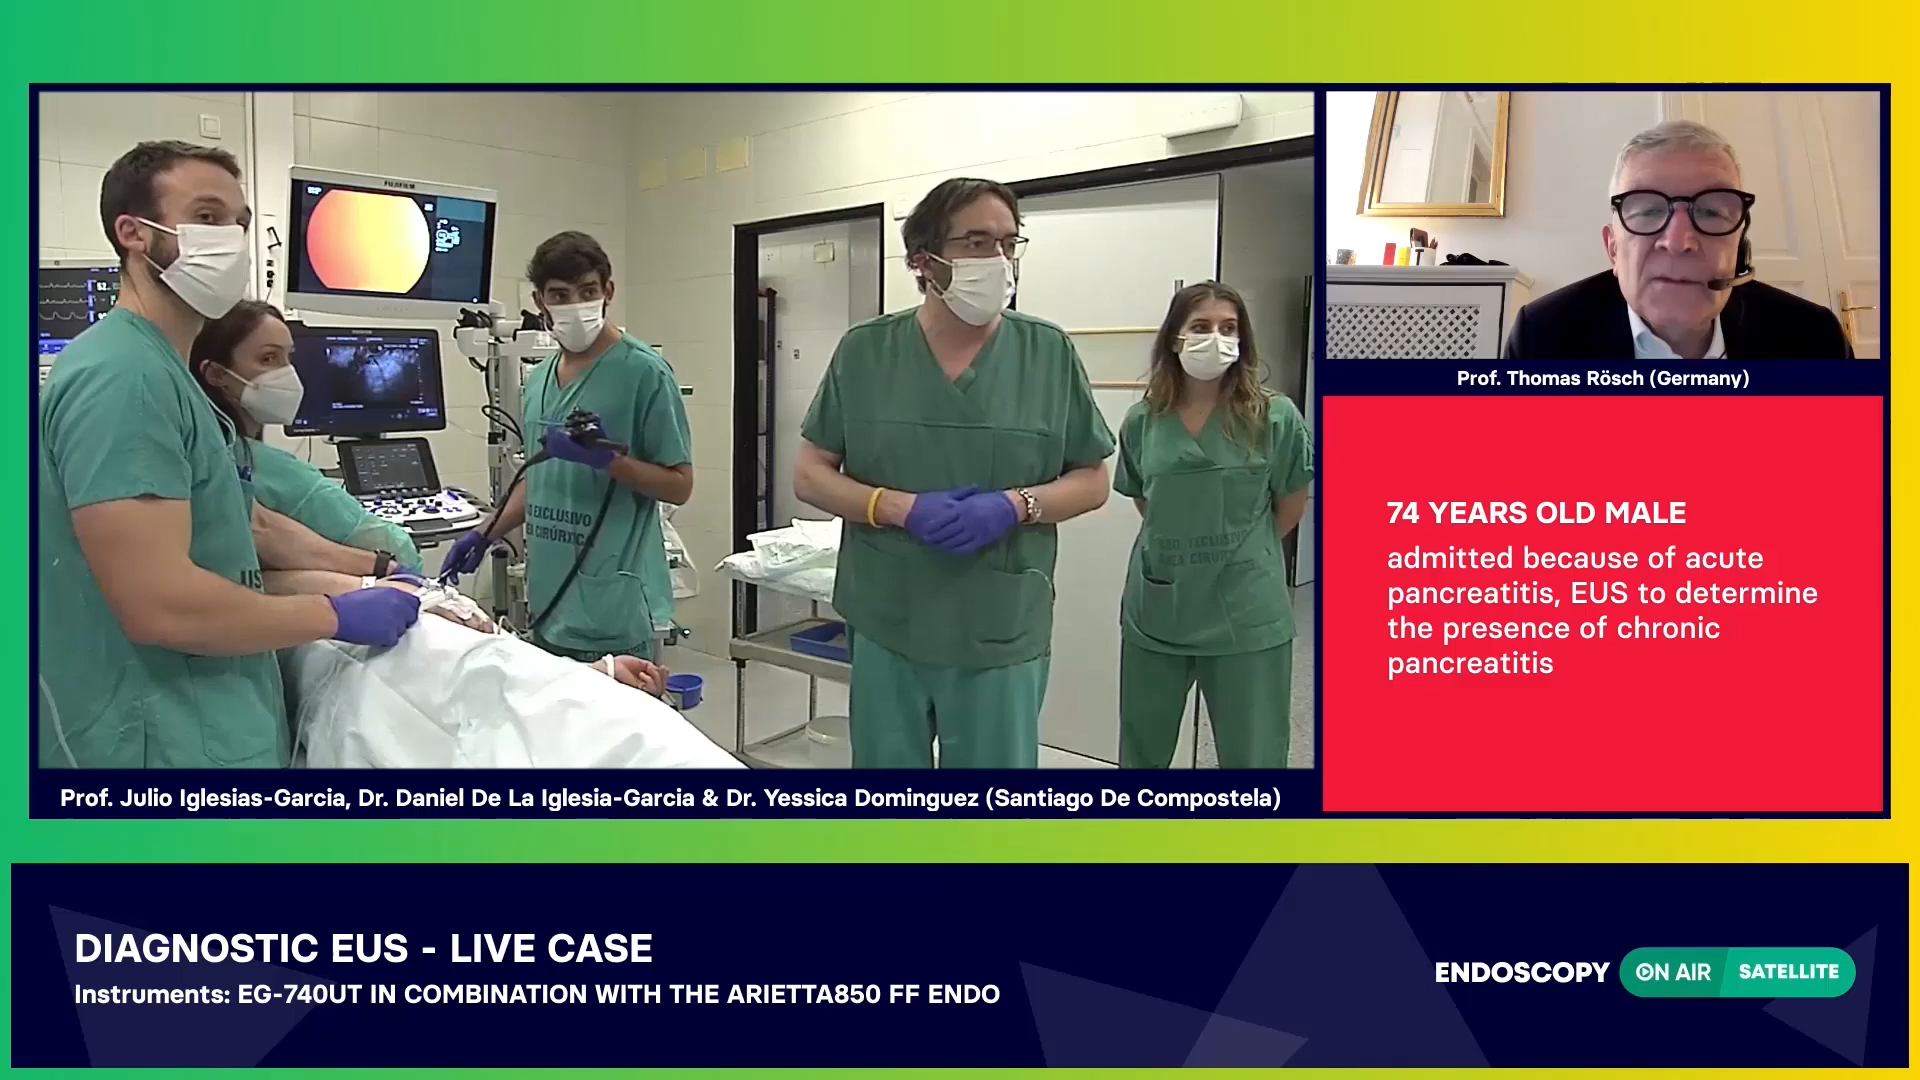 FUJIFILM
EXCLUSIVO
Prof. Thomas Rösch (Germany)
74 YEARS OLD MALE
admitted because of acute
pancreatitis, EUS to determine
the presence of chronic
pancreatitis
Prof. Julio Iglesias-Garcia, Dr. Daniel De La Iglesia-Garcia & Dr. Yessica Dominguez (Santiago De Compostela)
DIAGNOSTIC EUS - LIVE CASE
Instruments: EG-740UT IN COMBINATION WITH THE ARIETTA850 FF ENDO
ENDOSCOPY ON AIR SATELLITE